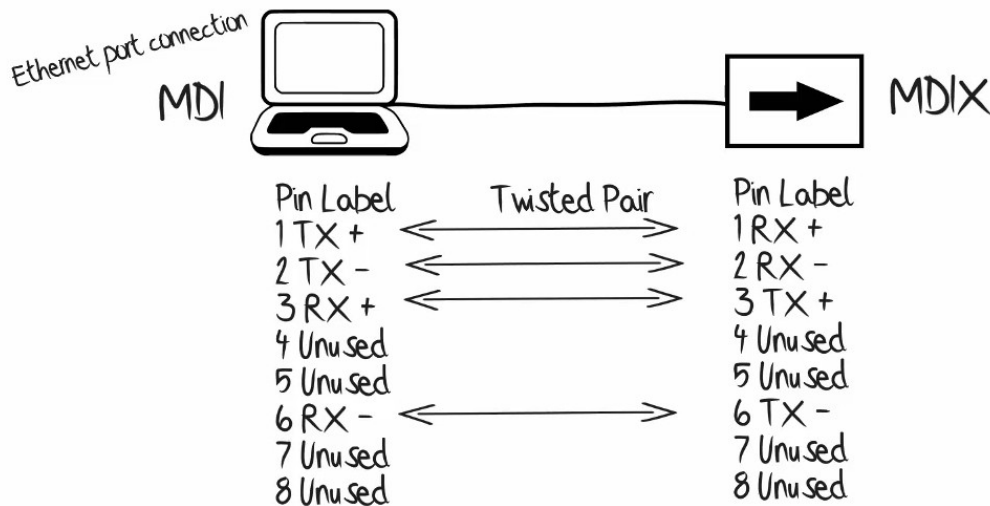 Ethernet port connection
MDI
MDIX
Pin Label
1 TX +
2 TX -
3 RX +
4 Unused
5 Unused
6 RX -
7 Unused
8 Unused
Twisted Pair
Pin Label
1 RX +
2 RX -
3 TX +
4 Unused
5 Unused
6 TX -
7 Unused
8 Unused